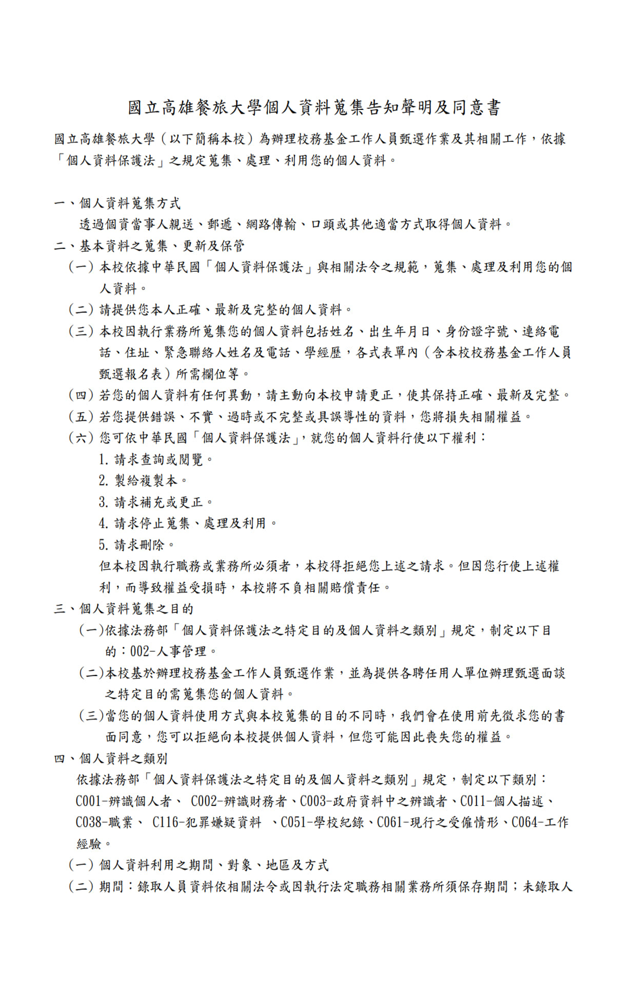 國立高雄餐旅大學個人資料蒐集告知聲明及同意書
國立高雄餐旅大學（以下簡稱本校）為辦理校務基金工作人員甄選作業及其相關工作，依據
「個人資料保護法」之規定蒐集、處理、利用您的個人資料。
一、個人資料蒐集方式
透過個資當事人親送、郵遞、網路傳輸、口頭或其他適當方式取得個人資料。
二、基本資料之蒐集、更新及保管
（一）本校依據中華民國「個人資料保護法」與相關法令之規範，蒐集、處理及利用您的個
人資料。
（二）請提供您本人正確、最新及完整的個人資料。
（三）本校因執行業務所蒐集您的個人資料包括姓名、出生年月日、身份證字號、連絡電
話、住址、緊急聯絡人姓名及電話、學經歷，各式表單內（含本校校務基金工作人員
甄選報名表）所需欄位等。
（四）若您的個人資料有任何異動，請主動向本校申請更正，使其保持正確、最新及完整。
（五）若您提供錯誤、不實、過時或不完整或具誤導性的資料，您將損失相關權益。
（六）您可依中華民國「個人資料保護法」，就您的個人資料行使以下權利：
1. 請求查詢或閱覽。
2. 製給複製本。
3. 請求補充或更正。
4. 請求停止蒐集、處理及利用。
5. 請求刪除。
但本校因執行職務或業務所必須者，本校得拒絕您上述之請求。但因您行使上述權
利，而導致權益受損時，本校將不負相關賠償責任。
三、個人資料蒐集之目的
(一)依據法務部「個人資料保護法之特定目的及個人資料之類別」規定，制定以下目
的：002-人事管理。
(二)本校基於辦理校務基金工作人員甄選作業，並為提供各聘任用人單位辦理甄選面談
之特定目的需蒐集您的個人資料。
(三)當您的個人資料使用方式與本校蒐集的目的不同時，我們會在使用前先徵求您的書
面同意，您可以拒絕向本校提供個人資料，但您可能因此喪失您的權益。
四、個人資料之類別
依據法務部「個人資料保護法之特定目的及個人資料之類別」規定，制定以下類別：
C001-辨識個人者、 C002-辨識財務者、C003-政府資料中之辨識者、C011-個人描述、
C038-職業、 C116-犯罪嫌疑資料 、C051-學校紀錄、C061-現行之受僱情形、C064-工作
經驗。
（一）個人資料利用之期間、對象、地區及方式
（二）期間：錄取人員資料依相關法令或因執行法定職務相關業務所須保存期間；未錄取人